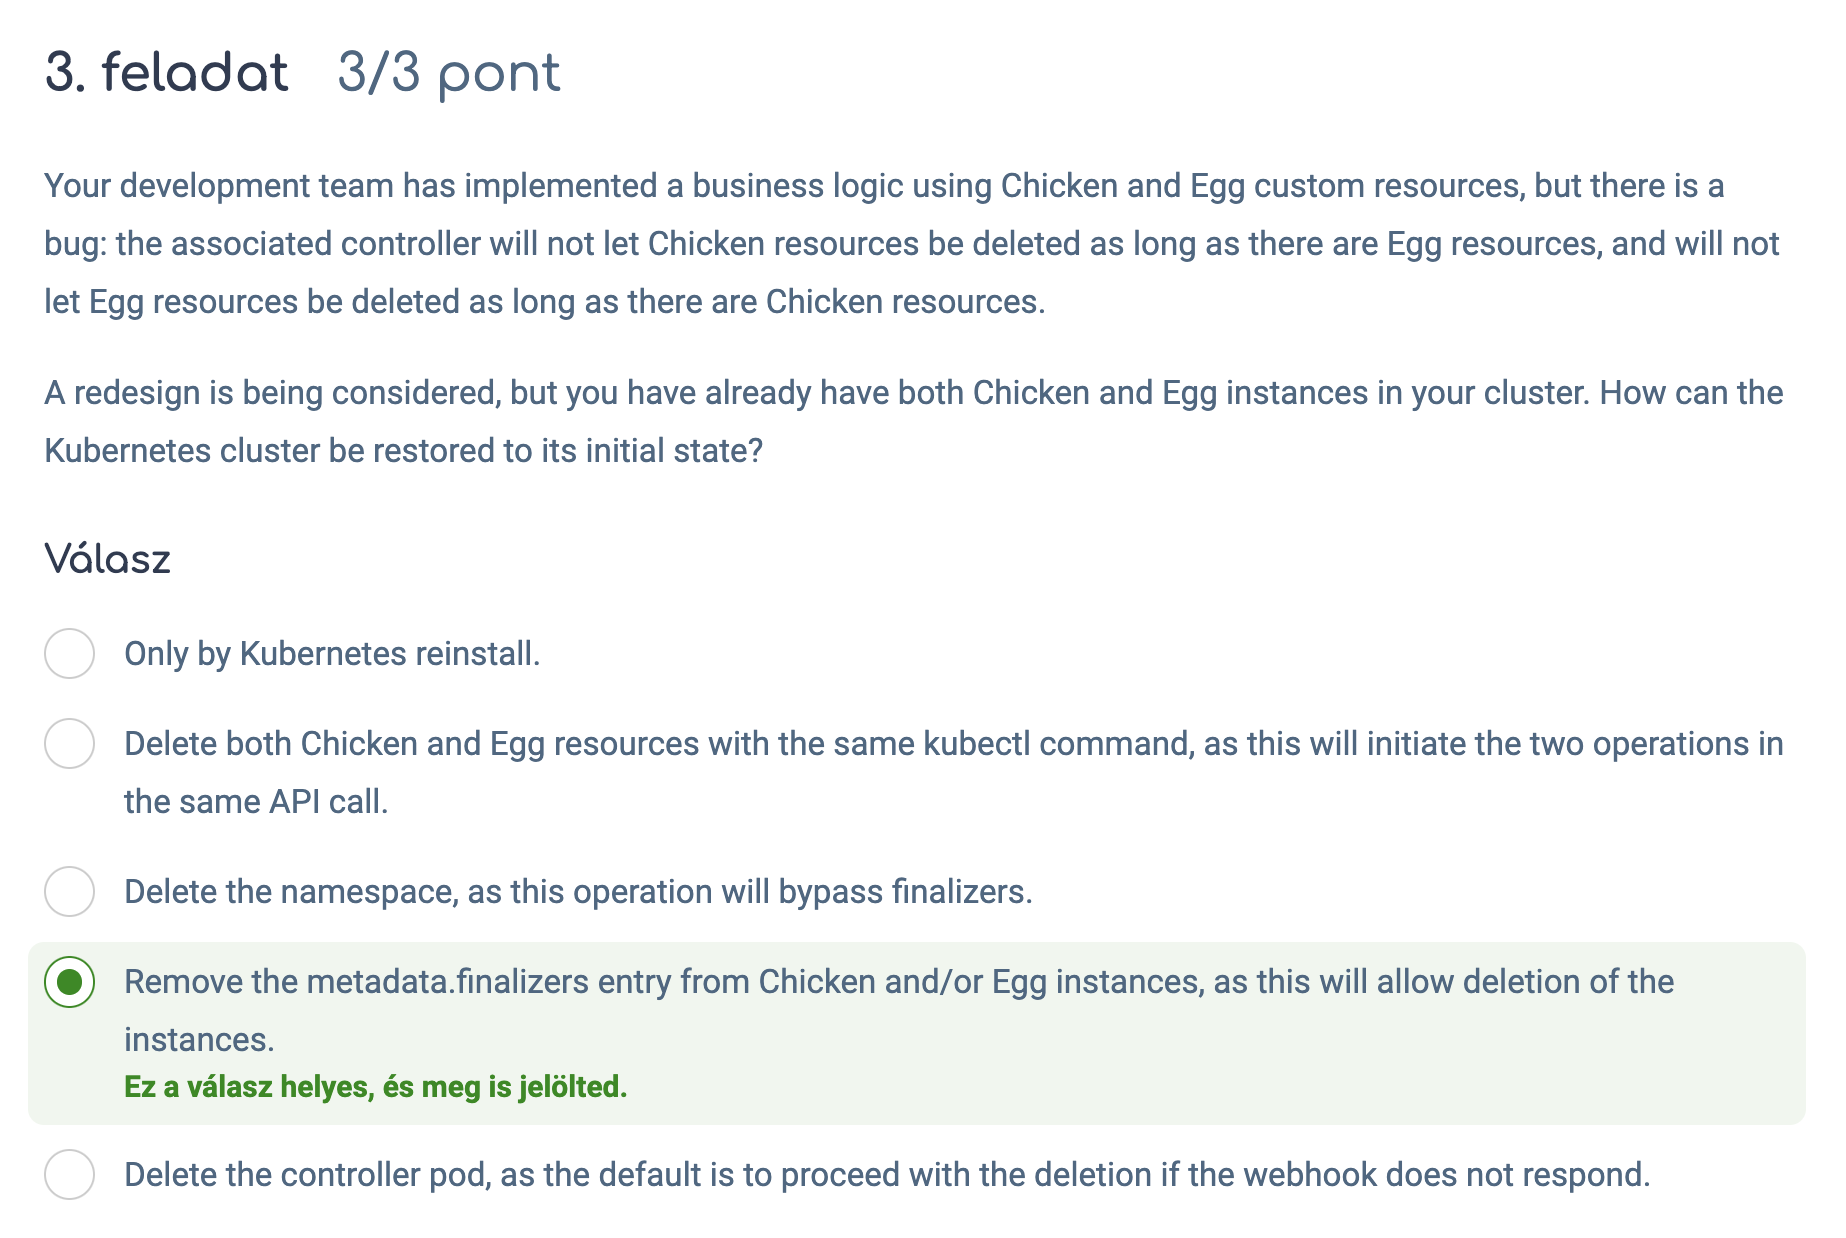 3. feladat 3/3 pont
Your development team has implemented a business logic using Chicken and Egg custom resources, but there is a
bug: the associated controller will not let Chicken resources be deleted as long as there are Egg resources, and will not
let Egg resources be deleted as long as there are Chicken resources.
A redesign is being considered, but you have already have both Chicken and Egg instances in your cluster. How can the
Kubernetes cluster be restored to its initial state?
Válasz
Only by Kubernetes reinstall.
Delete both Chicken and Egg resources with the same kubectl command, as this will initiate the two operations in
the same API call.
Delete the namespace, as this operation will bypass finalizers.
Remove the metadata.finalizers entry from Chicken and/or Egg instances, as this will allow deletion of the
instances.
Ez a válasz helyes, és meg is jelölted.
Delete the controller pod, as the default is to proceed with the deletion if the webhook does not respond.